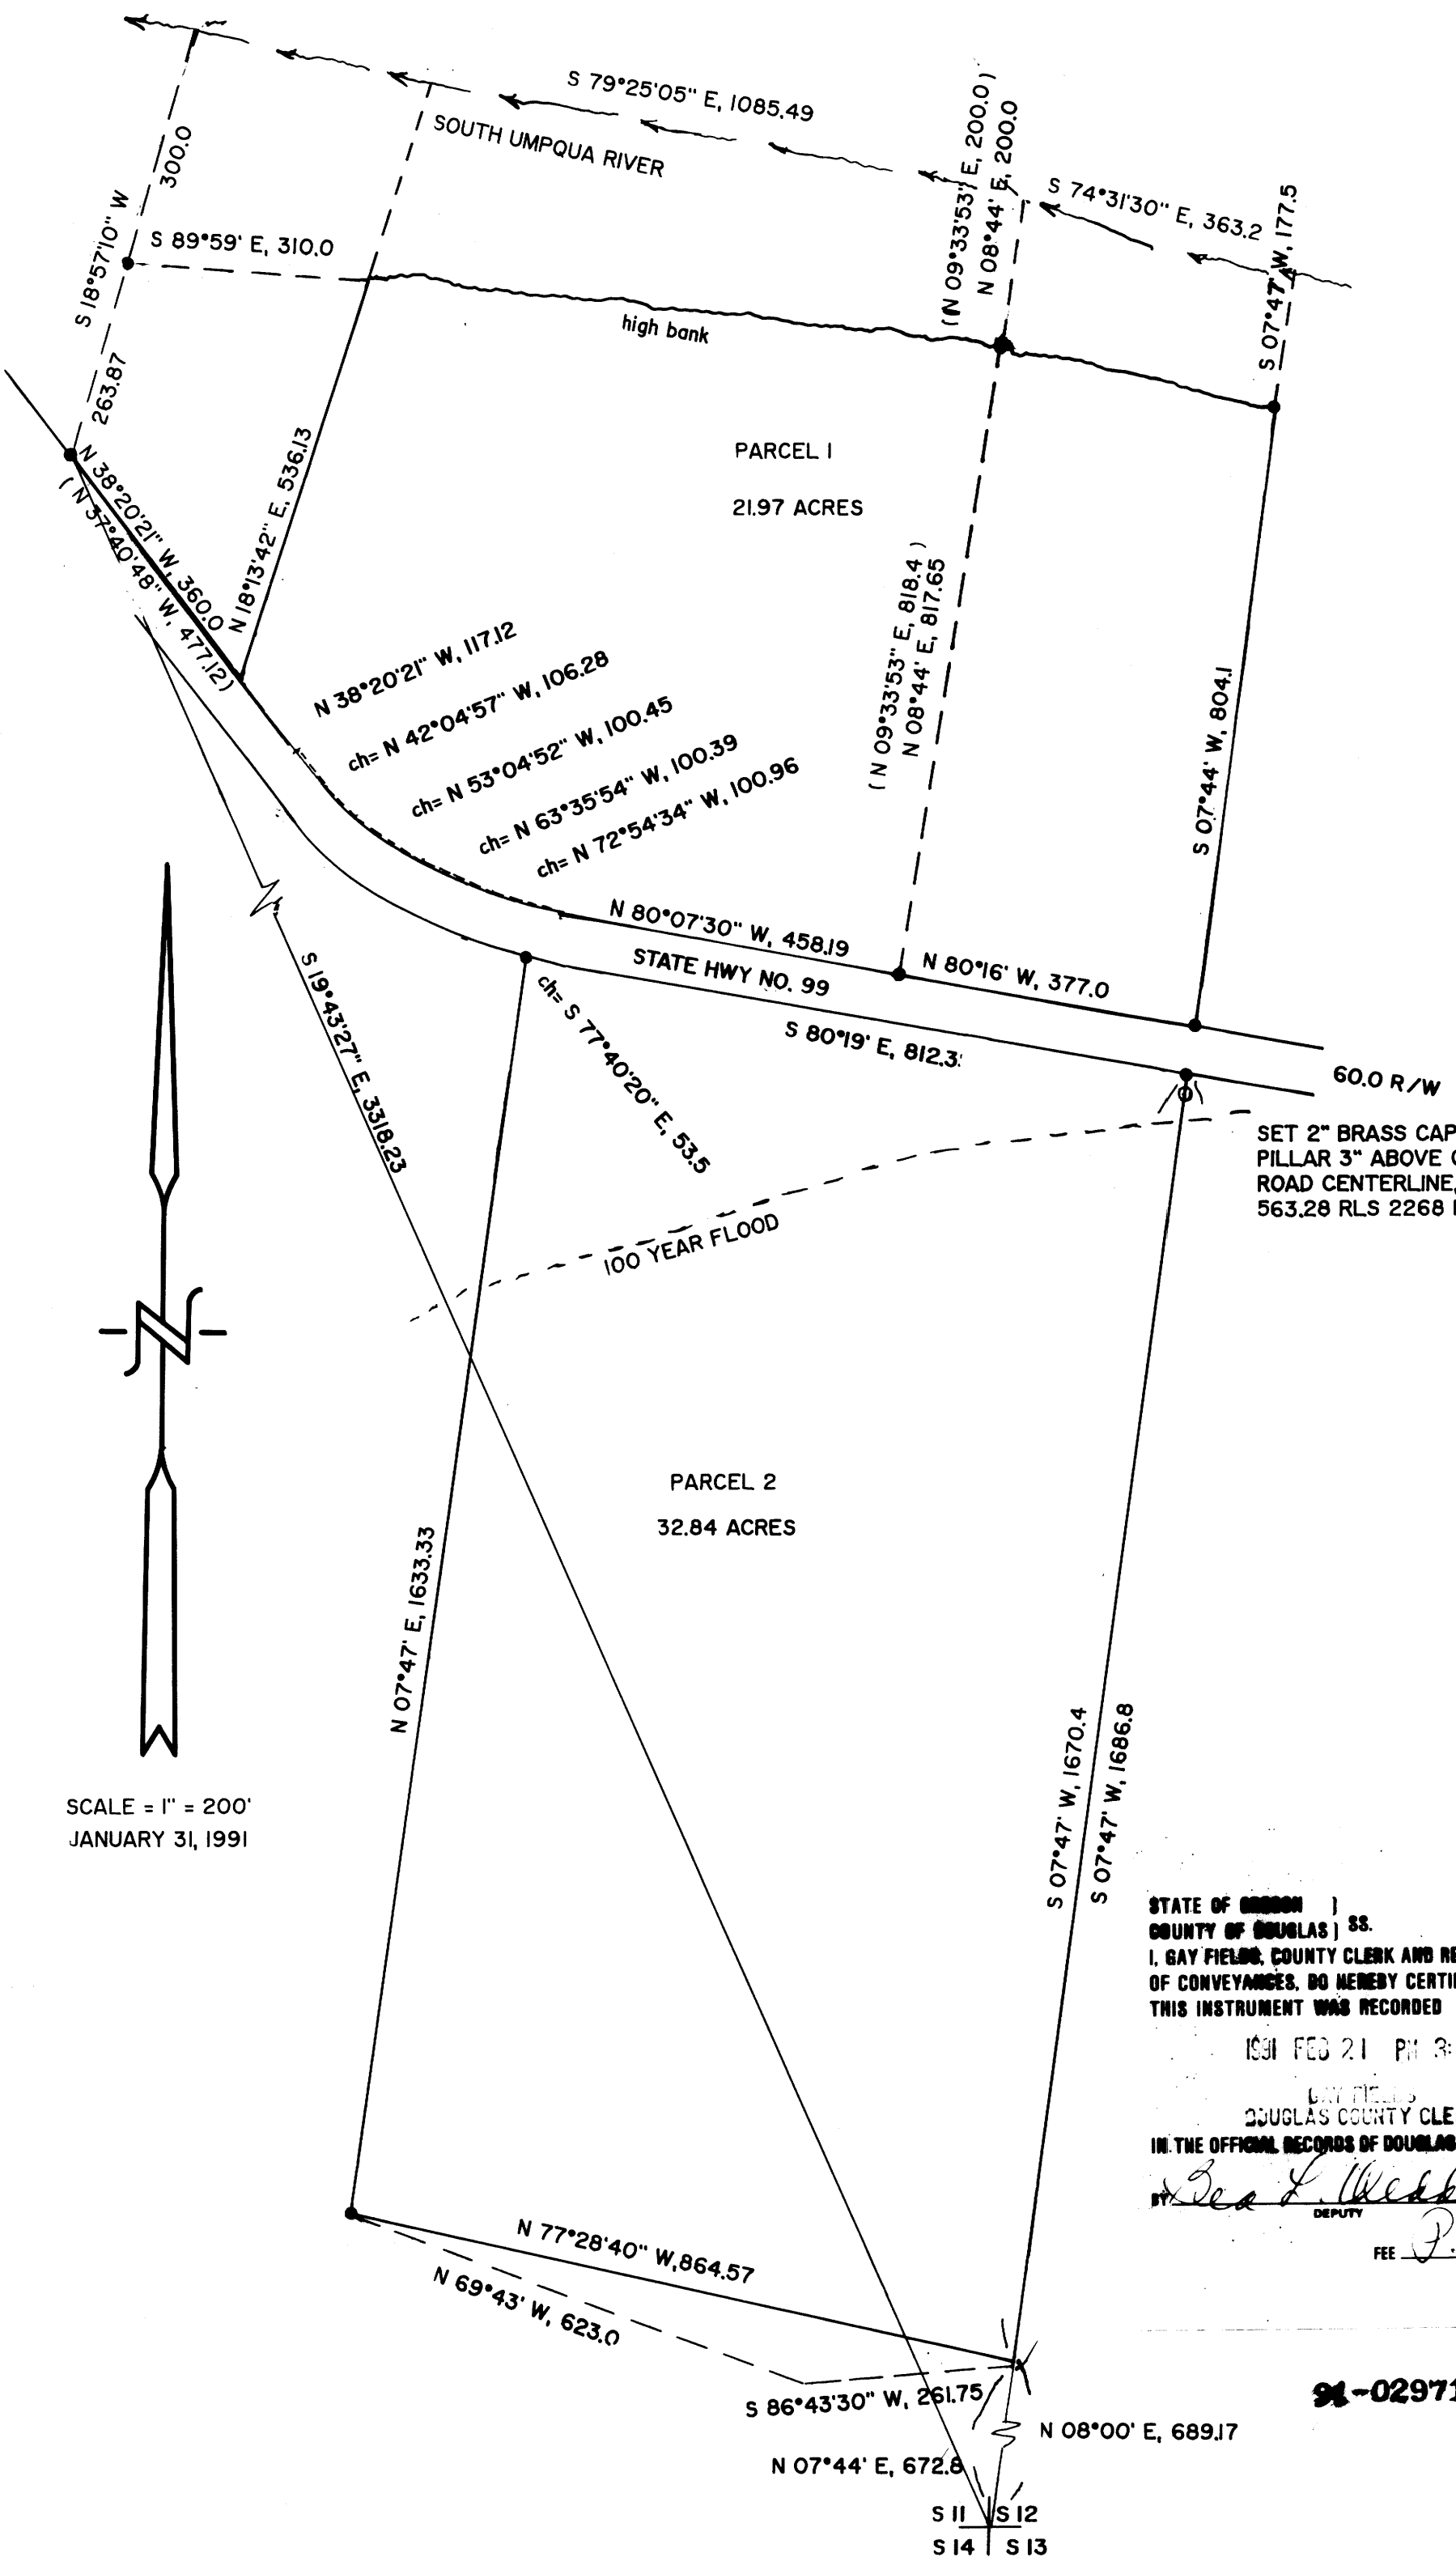 S 79°25'05" E, 1085.49
SOUTH UMPQUA RIVER
300.0
S 18°57'10" W
263.87
S 89°59' E, 310.0
(N 09°33'53" E, 200.0)
N 08°44' E, 200.0
S 74°31'30" E, 363.2
S 07°47' W, 177.5
high bank
PARCEL 1
21.97 ACRES
N 38°20'21" W, 360.0
(N 37°40'48" W, 477.12)
N 18°13'42" E, 536.13
N 38°20'21" W, 117.12
ch= N 42°04'57" W, 106.28
ch= N 53°04'52" W, 100.45
ch= N 63°35'54" W, 100.39
ch= N 72°54'34" W, 100.96
(N 09°33'53" E, 818.4)
N 08°44' E, 817.65
S 07°44' W, 804.1
N 80°07'30" W, 458.19
N 80°16' W, 377.0
STATE HWY NO. 99
S 80°19' E, 812.3
60.0 R/W
ch= S 77°40'20" E, 53.5
S 19°43'27" E, 3318.23
SET 2" BRASS CAP
PILLAR 3" ABOVE
ROAD CENTERLINE,
563.28 RLS 2268
100 YEAR FLOOD
PARCEL 2
32.84 ACRES
N 07°47' E, 1633.33
S 07°47' W, 1670.4
S 07°47' W, 1686.8
N
SCALE = 1" = 200'
JANUARY 31, 1991
STATE OF OREGON )
COUNTY OF DOUGLAS) SS.
I, GAY FIELDS, COUNTY CLERK AND RE
OF CONVEYANCES, DO HEREBY CERTI
THIS INSTRUMENT WAS RECORDED
1991 FEB 21 PM 3:
GAY FIELDS
DOUGLAS COUNTY CLE
IN THE OFFICIAL RECORDS OF DOUGLAS
BY Bea L. Webb
DEPUTY
FEE
N 77°28'40" W, 864.57
N 69°43' W, 623.0
S 86°43'30" W, 261.75
91-02971
N 08°00' E, 689.17
N 07°44' E, 672.8
S 11 S 12
S 14 S 13